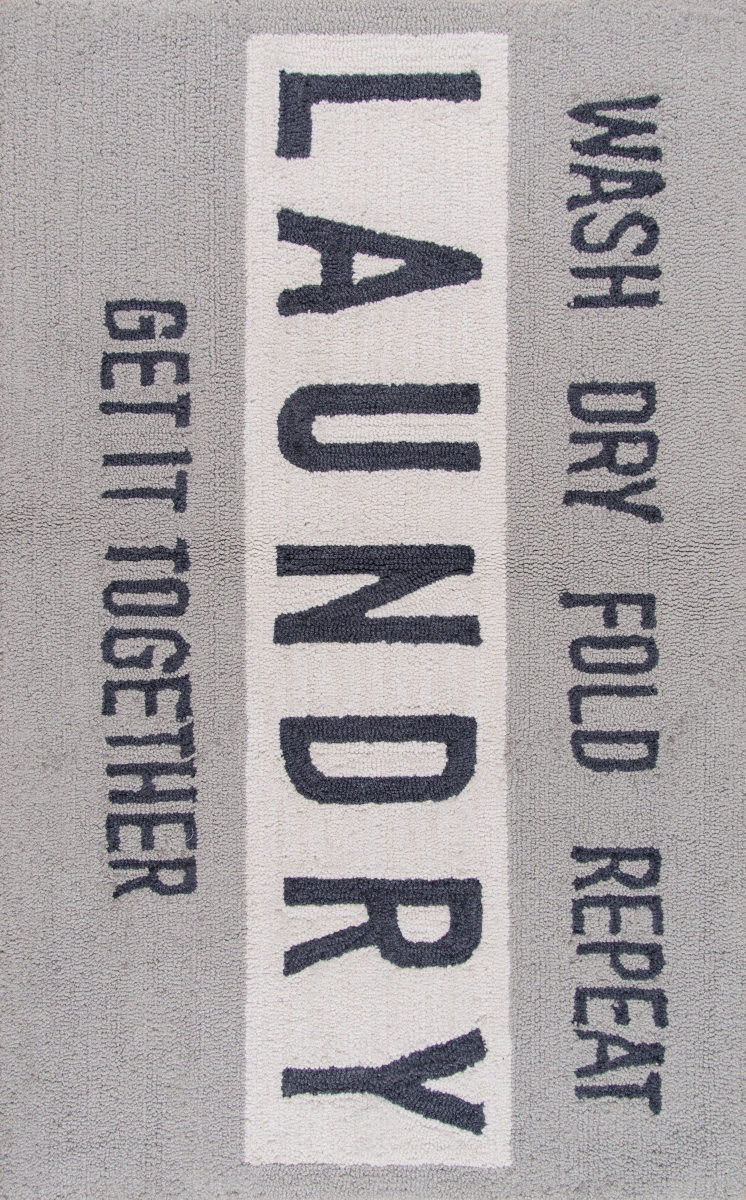 WASH DRY FOLD REPEAT
LAUNDRY
GET IT TOGETHER